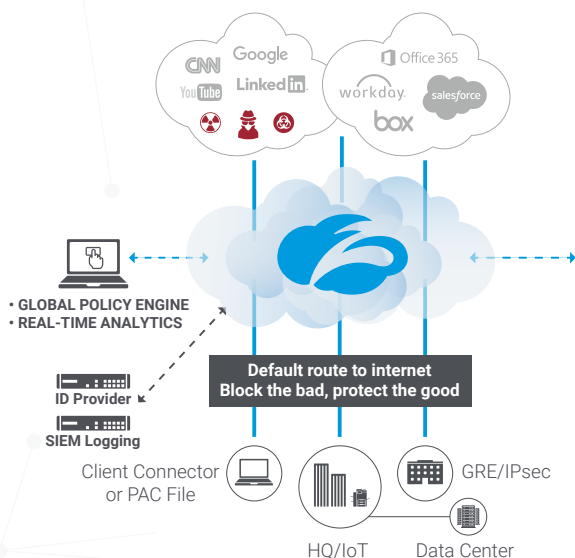 CNN
Google
YouTube
Linked in.
Office 365
workday.
salesforce
box
• GLOBAL POLICY ENGINE
• REAL-TIME ANALYTICS
Default route to internet
Block the bad, protect the good
ID Provider
SIEM Logging
Client Connector
or PAC File
GRE/IPsec
HQ/IoT
Data Center